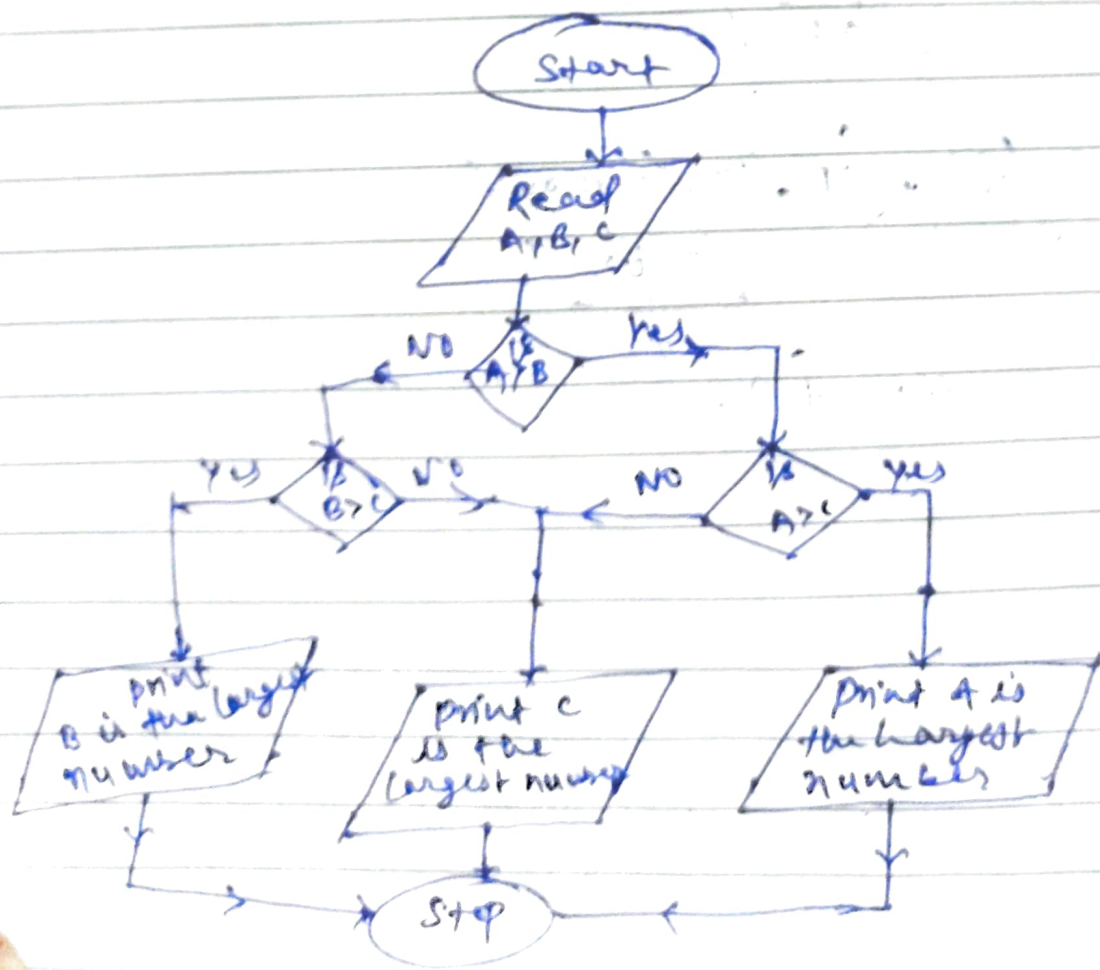 Start
Read
A, B, C
NO
Yes
Is
A > B
Yes
Is
B > C
NO
NO
Is
A > C
Yes
print
B is the largest
number
print C
is the
largest number
print A is
the largest
number
Stop